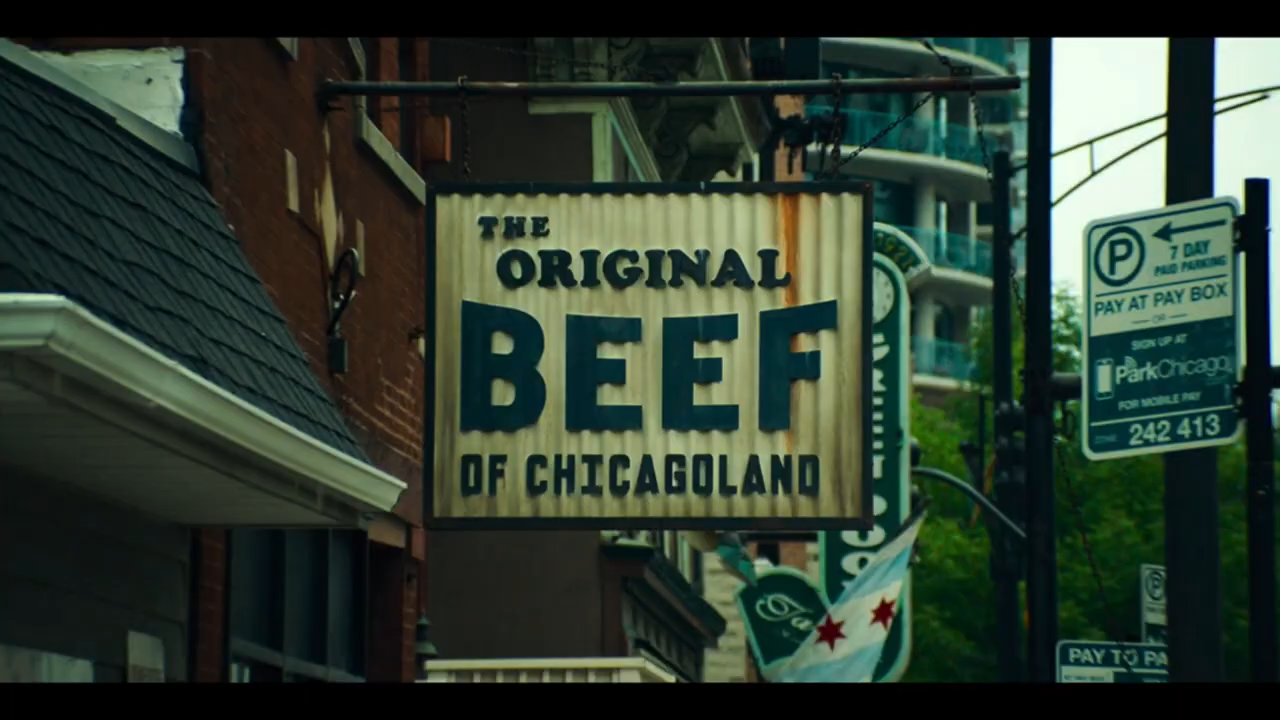 THE
ORIGINAL
BEEF
OF CHICAGOLAND
P
7 DAY
PAID PARKING
PAY AT PAY BOX
OR
SIGN UP AT
ParkChicago
FOR MOBILE PAY
ZONE 242 413
P
PAY TO PA